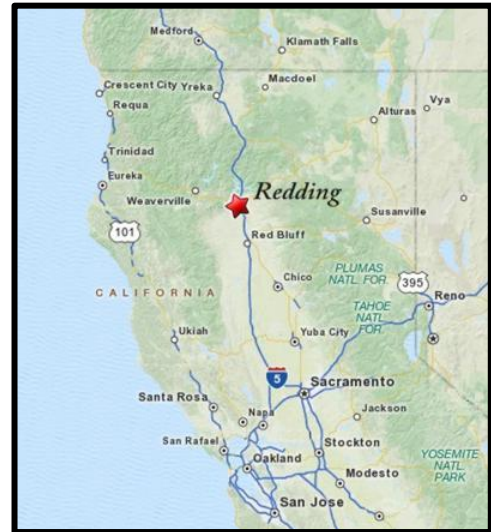 Medford
Klamath Falls
Crescent City
Yreka
Macdoel
Requa
Alturas
Vya
Trinidad
Eureka
Weaverville
Redding
Susanville
101
Red Bluff
PLUMAS
NATL. FOR.
395
Chico
CALIFORNIA
TAHOE
NATL
FOR.
Reno
Ukiah
Yuba City
5
Sacramento
Santa Rosa
Napa
Jackson
San Rafael
Stockton
Oakland
YOSEMITE
NATL.
PARK
Modesto
San Jose